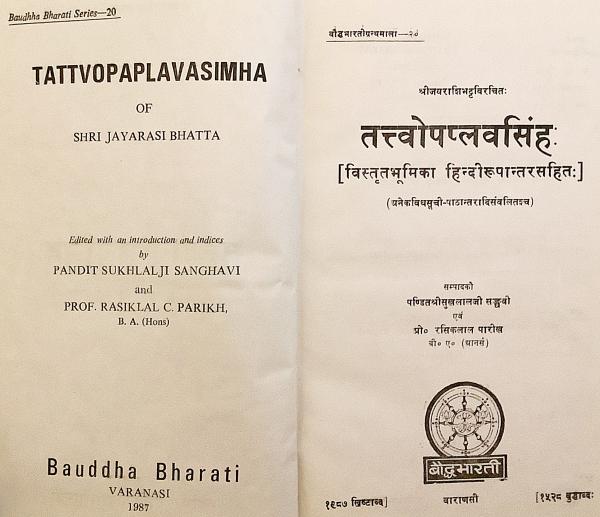 Baudhha Bharati Series—20
TATTVOPAPLAVASIMHA
OF
SHRI JAYARASI BHATTA
Edited with an introduction and indices
by
PANDIT SUKHLALJI SANGHAVI
and
PROF. RASIKLAL C. PARIKH,
B. A. (Hons)
Bauddha Bharati
VARANASI
1987
बौद्धभारतीग्रन्थमाला—२०
श्रीजयराशिभट्टविरचितः
तत्त्वोपप्लवसिंहः
[विस्तृतभूमिका हिन्दीरूपान्तरसहितः]
(अनेकविधसूची-पाठान्तरादिसंवलितश्च)
सम्पादकौ
पण्डितश्रीसुखलालजी सङ्घवी
एवं
प्रो० रसिकलाल पारीख
बी० ए० (आनर्स)
बौद्धभारती
१९८७ ख्रिष्टाब्द] वाराणसी [१५२८ बुद्धाब्दः